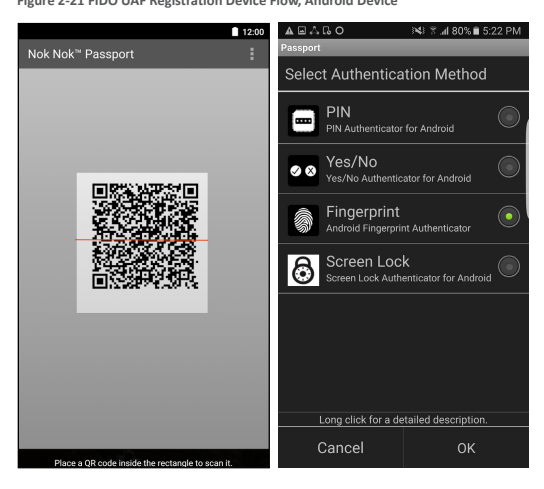 Figure 2-21 FIDO UAF Registration Device Flow, Android Device
12:00
Nok Nok™ Passport
Place a QR code inside the rectangle to scan it.
80% 5:22 PM
Passport
Select Authentication Method
PIN
PIN Authenticator for Android
Yes/No
Yes/No Authenticator for Android
Fingerprint
Android Fingerprint Authenticator
Screen Lock
Screen Lock Authenticator for Android
Long click for a detailed description.
Cancel OK